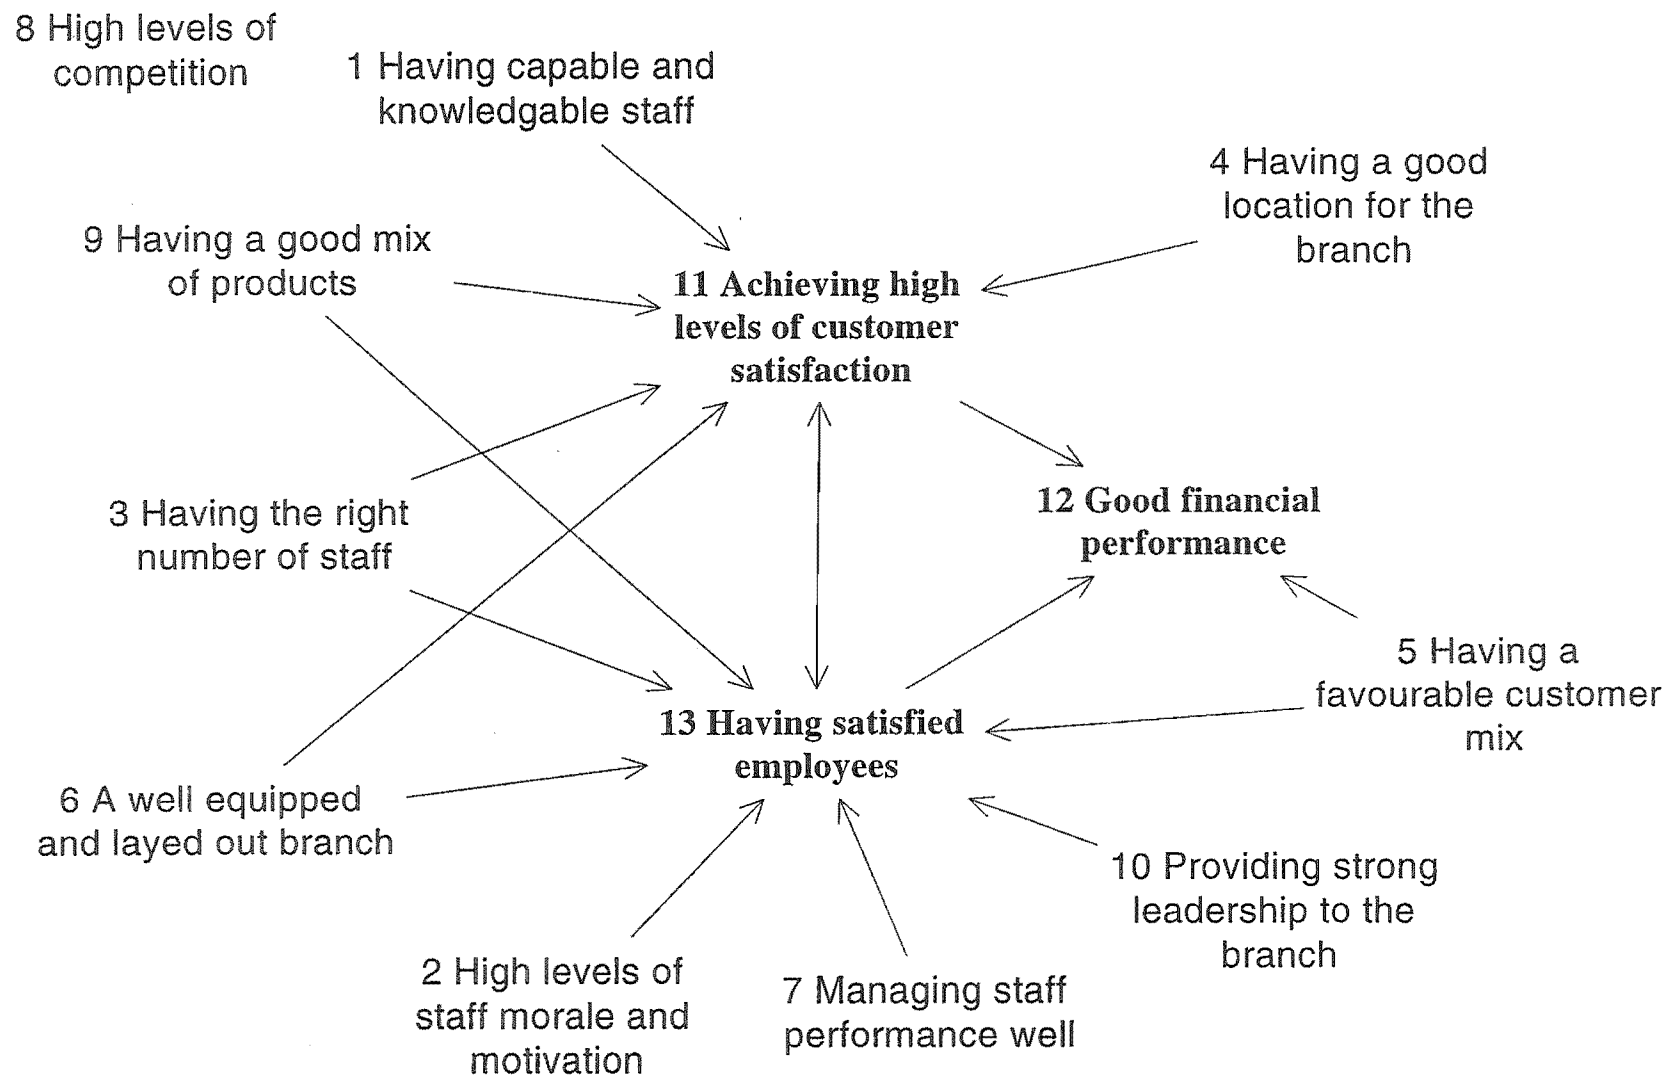 8 High levels of
competition
1 Having capable and
knowledgable staff
4 Having a good
location for the
branch
9 Having a good mix
of products
11 Achieving high
levels of customer
satisfaction
3 Having the right
number of staff
12 Good financial
performance
5 Having a
favourable customer
mix
13 Having satisfied
employees
6 A well equipped
and layed out branch
10 Providing strong
leadership to the
branch
2 High levels of
staff morale and
motivation
7 Managing staff
performance well